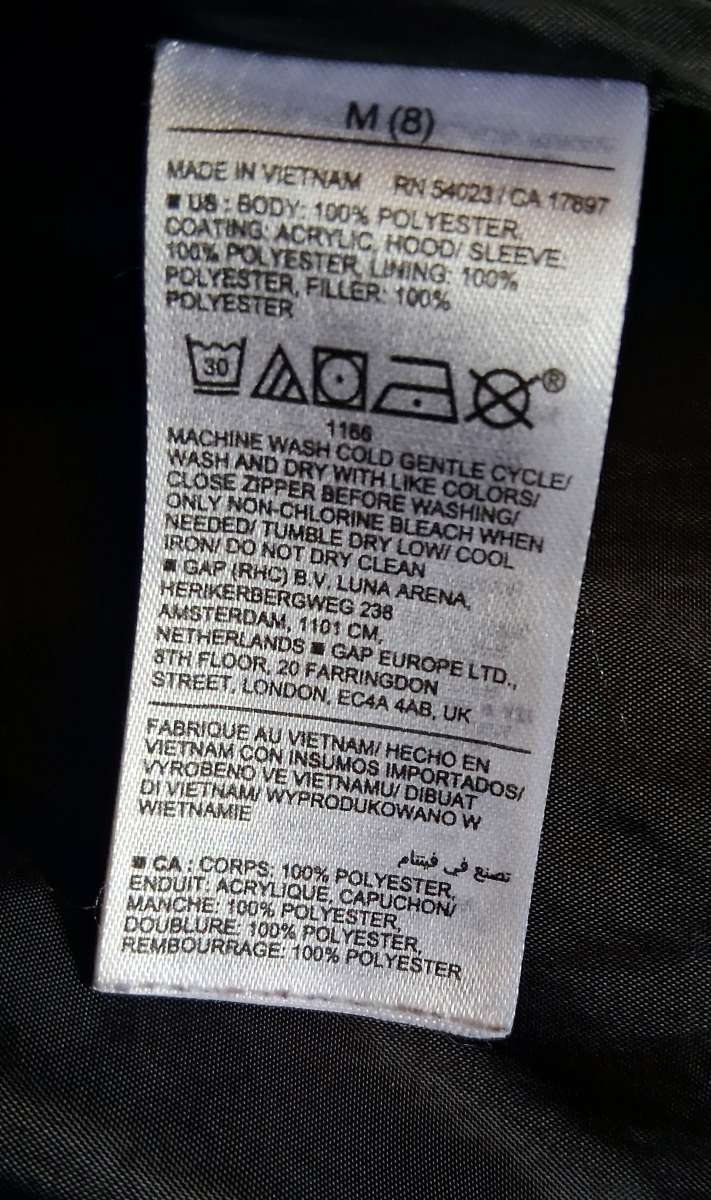 M (8)
MADE IN VIETNAM RN 54023 / CA 17897
■ US : BODY: 100% POLYESTER,
COATING: ACRYLIC, HOOD/ SLEEVE:
100% POLYESTER, LINING: 100%
POLYESTER, FILLER: 100%
POLYESTER
30
®
1166
MACHINE WASH COLD GENTLE CYCLE/
WASH AND DRY WITH LIKE COLORS/
CLOSE ZIPPER BEFORE WASHING/
ONLY NON-CHLORINE BLEACH WHEN
NEEDED/ TUMBLE DRY LOW/ COOL
IRON/ DO NOT DRY CLEAN
■ GAP (RHC) B.V. LUNA ARENA,
HERIKERBERGWEG 238
AMSTERDAM, 1101 CM,
NETHERLANDS ■ GAP EUROPE LTD.,
8TH FLOOR, 20 FARRINGDON
STREET, LONDON, EC4A 4AB, UK
FABRIQUE AU VIETNAM/ HECHO EN
VIETNAM CON INSUMOS IMPORTADOS/
VYROBENO VE VIETNAMU/ DIBUAT
DI VIETNAM/ WYPRODUKOWANO W
WIETNAMIE
تصنع في فيتنام
■ CA : CORPS: 100% POLYESTER,
ENDUIT: ACRYLIQUE, CAPUCHON/
MANCHE: 100% POLYESTER,
DOUBLURE: 100% POLYESTER,
REMBOURRAGE: 100% POLYESTER